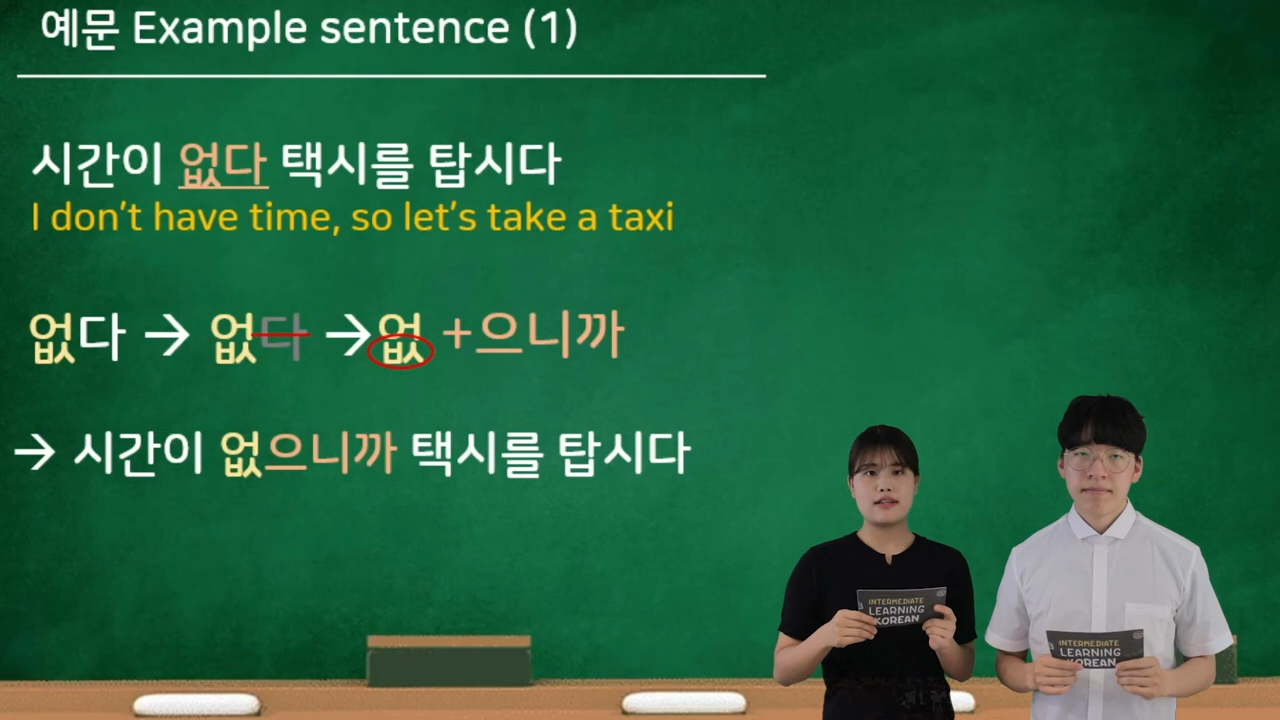 예문 Example sentence (1)
시간이 없다 택시를 탑시다
I don't have time, so let's take a taxi
없다 → 없다 →없 +으니까
→ 시간이 없으니까 택시를 탑시다
INTERMEDIATE
LEARNING
KOREAN
INTERMEDIATE
LEARNING
KOREAN